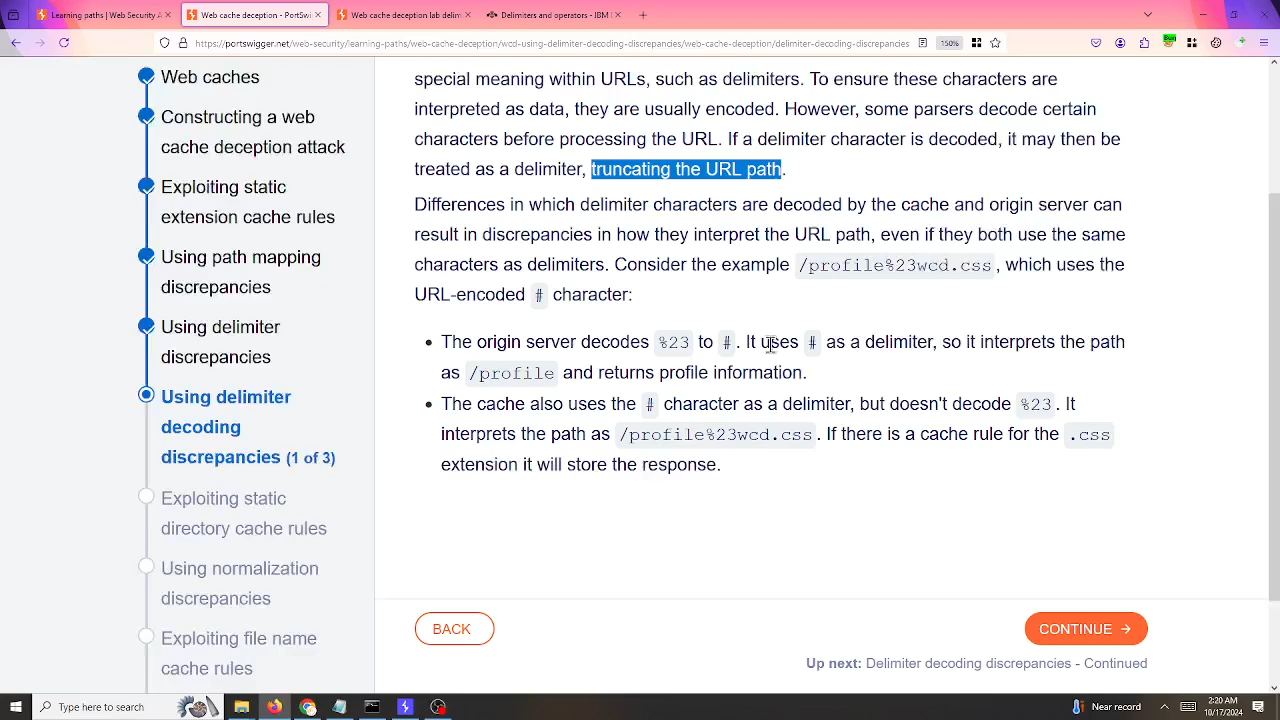 Learning paths | Web Security A
Web cache deception - PortSwi
Web cache deception lab delim
Delimiters and operators - IBM
https://portswigger.net/web-security/learning-paths/web-cache-deception/wcd-using-delimiter-decoding-discrepancies/web-cache-deception/delimiter-decoding-discrepancies
150%
Web caches
Constructing a web
cache deception attack
Exploiting static
extension cache rules
Using path mapping
discrepancies
Using delimiter
discrepancies
Using delimiter
decoding
discrepancies (1 of 3)
Exploiting static
directory cache rules
Using normalization
discrepancies
Exploiting file name
cache rules
special meaning within URLs, such as delimiters. To ensure these characters are
interpreted as data, they are usually encoded. However, some parsers decode certain
characters before processing the URL. If a delimiter character is decoded, it may then be
treated as a delimiter, truncating the URL path.
Differences in which delimiter characters are decoded by the cache and origin server can
result in discrepancies in how they interpret the URL path, even if they both use the same
characters as delimiters. Consider the example /profile%23wcd.css, which uses the
URL-encoded # character:
• The origin server decodes %23 to #. It uses # as a delimiter, so it interprets the path
as /profile and returns profile information.
• The cache also uses the # character as a delimiter, but doesn't decode %23. It
interprets the path as /profile%23wcd.css. If there is a cache rule for the .css
extension it will store the response.
BACK
CONTINUE →
Up next: Delimiter decoding discrepancies - Continued
Type here to search
Near record
2:20 AM
10/17/2024